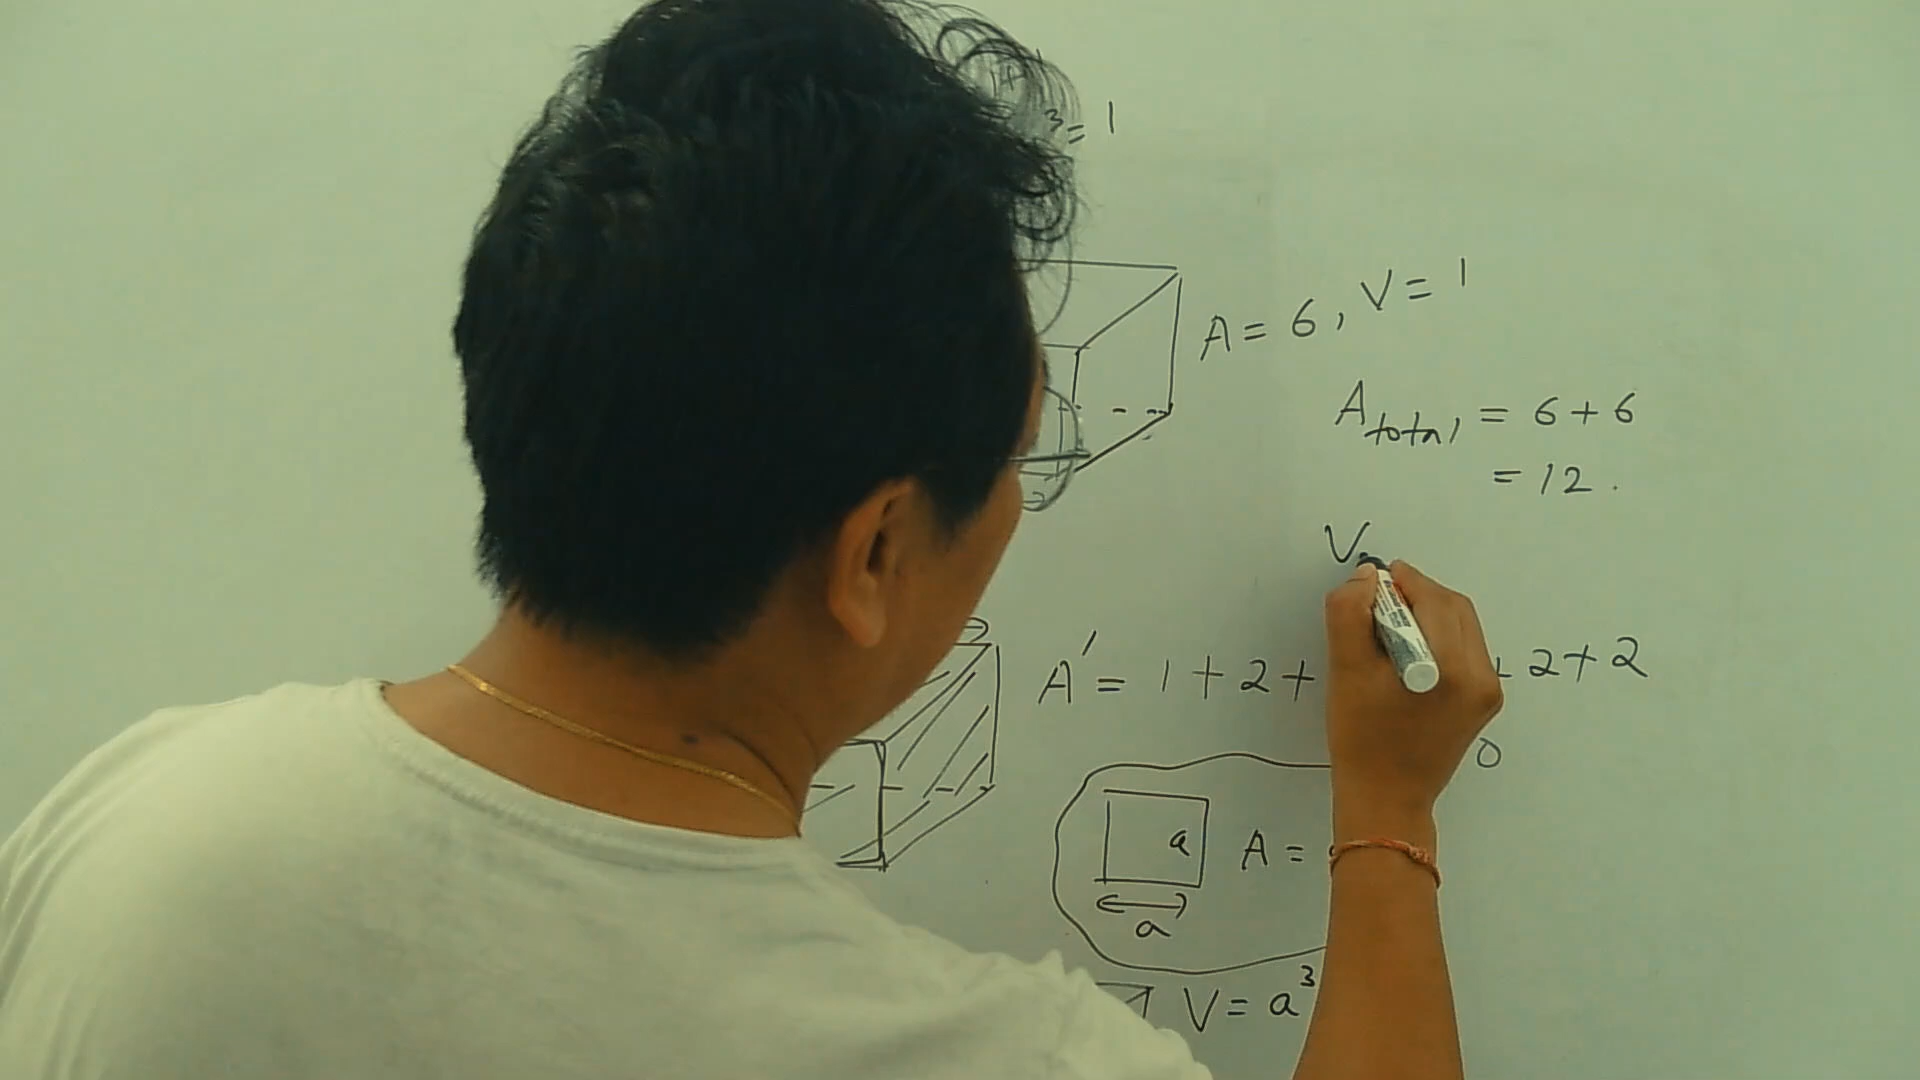 3 = 1
A = 6, V = 1
A total = 6 + 6
= 12 .
V
A' = 1 + 2 + + 2 + 2
0
a
A =
a
V = a³